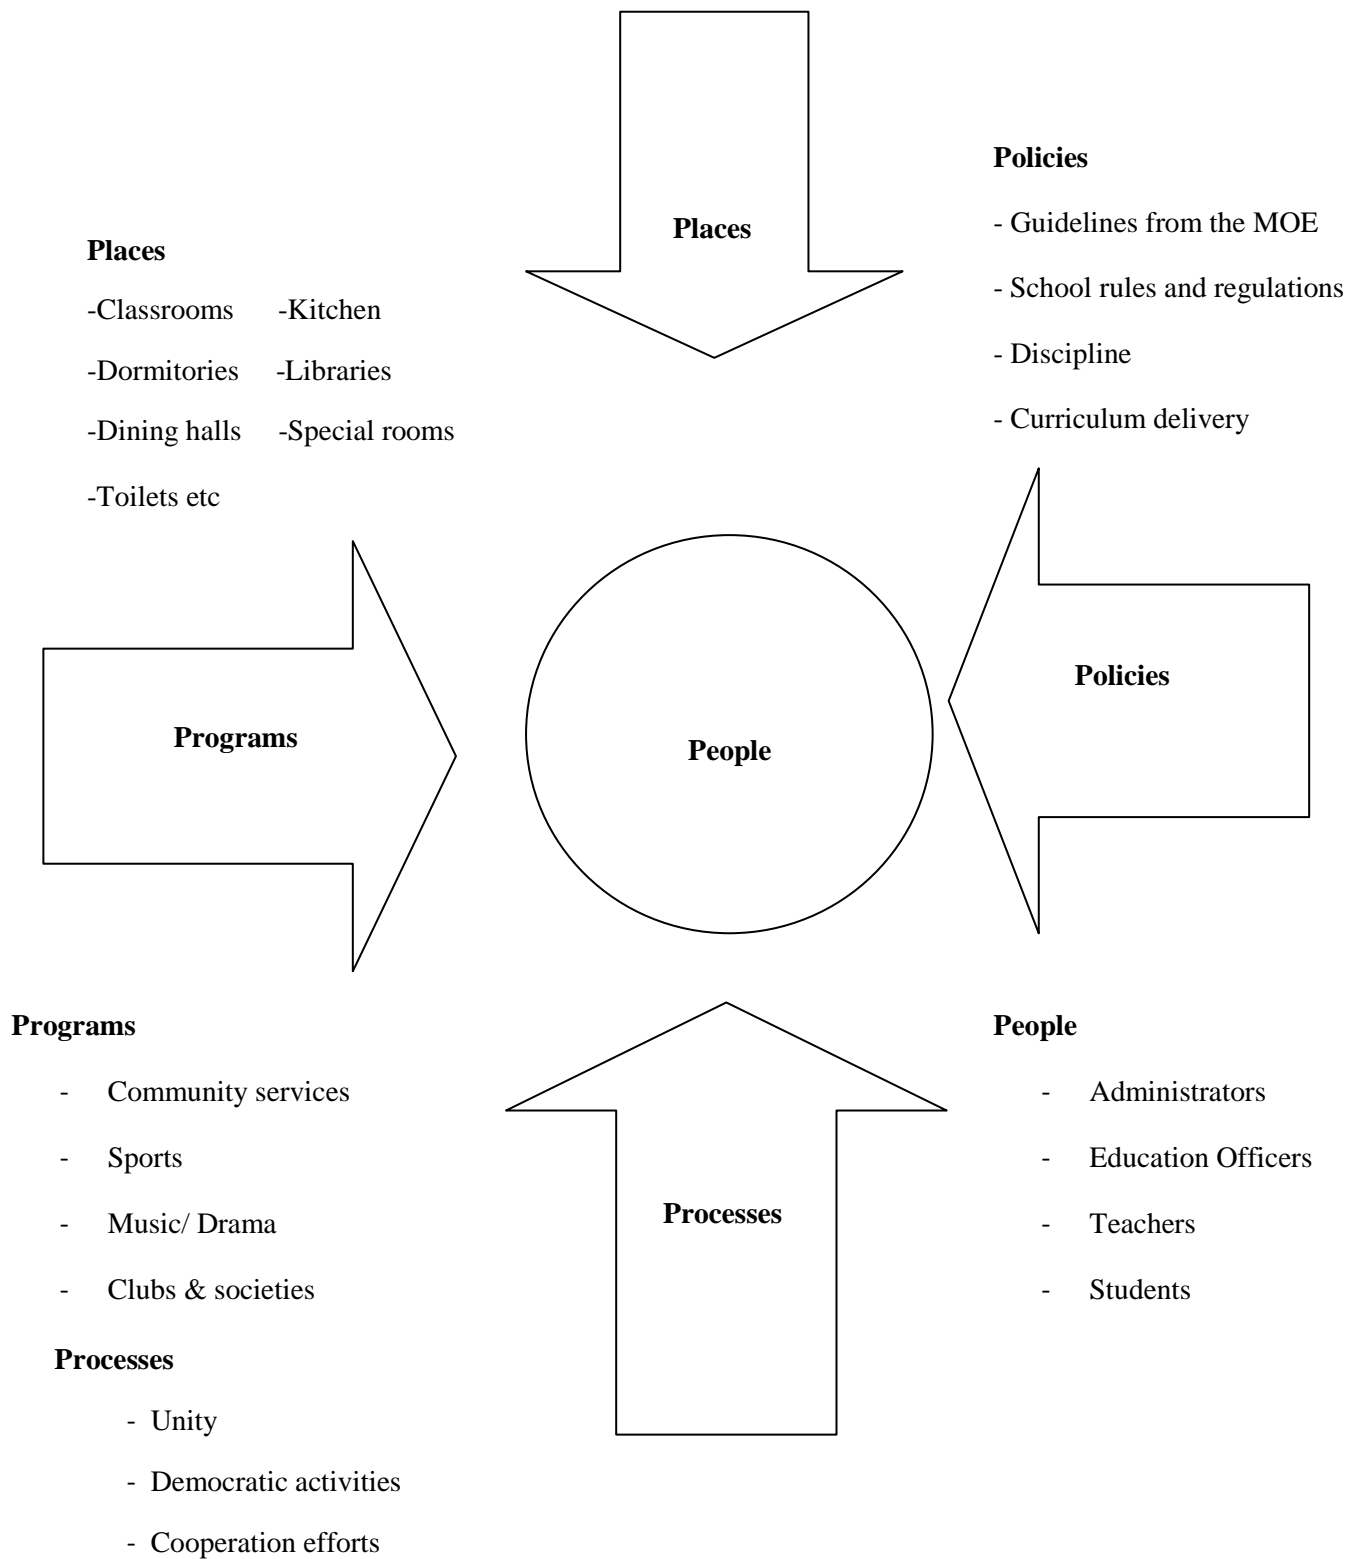 Places
Policies
- Guidelines from the MOE
- School rules and regulations
- Discipline
- Curriculum delivery
Places
-Classrooms -Kitchen
-Dormitories -Libraries
-Dining halls -Special rooms
-Toilets etc
Programs
People
Policies
Programs
- Community services
- Sports
- Music/ Drama
- Clubs & societies
Processes
People
- Administrators
- Education Officers
- Teachers
- Students
Processes
- Unity
- Democratic activities
- Cooperation efforts